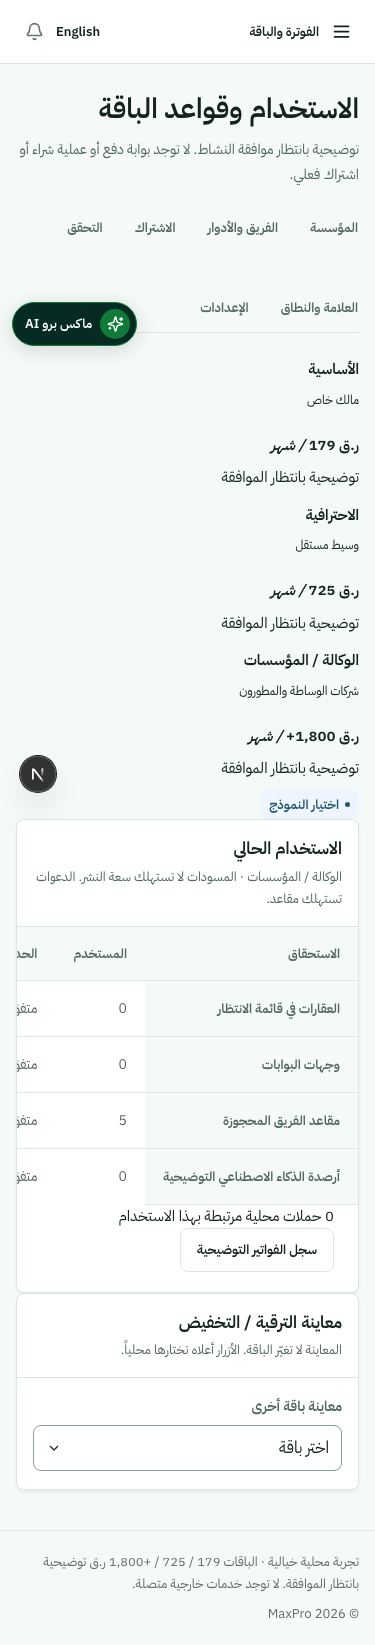 الفوترة والباقة
English
الاستخدام وقواعد الباقة
توضيحية بانتظار موافقة النشاط. لا توجد بوابة دفع أو عملية شراء أو
اشتراك فعلي.
المؤسسة
الفريق والأدوار
الاشتراك
التحقق
العلامة والنطاق
الإعدادات
ماكس برو AI
الأساسية
مالك خاص
ر.ق 179 / شهر
توضيحية بانتظار الموافقة
الاحترافية
وسيط مستقل
ر.ق 725 / شهر
توضيحية بانتظار الموافقة
الوكالة / المؤسسات
شركات الوساطة والمطورون
ر.ق 1,800+ / شهر
توضيحية بانتظار الموافقة
N
• اختيار النموذج
الاستخدام الحالي
الوكالة / المؤسسات · المسودات لا تستهلك سعة النشر. الدعوات
تستهلك مقاعد.
الاستحقاق المستخدم الحد
العقارات في قائمة الانتظار 0
وجهات البوابات 0
مقاعد الفريق المحجوزة 5
أرصدة الذكاء الاصطناعي التوضيحية 0
0 حملات محلية مرتبطة بهذا الاستخدام
سجل الفواتير التوضيحية
معاينة الترقية / التخفيض
المعاينة لا تغيّر الباقة. الأزرار أعلاه تختارها محلياً.
معاينة باقة أخرى
اختر باقة
تجربة محلية خيالية · الباقات 179 / 725 / +1,800 ر.ق توضيحية
بانتظار الموافقة. لا توجد خدمات خارجية متصلة.
© 2026 MaxPro